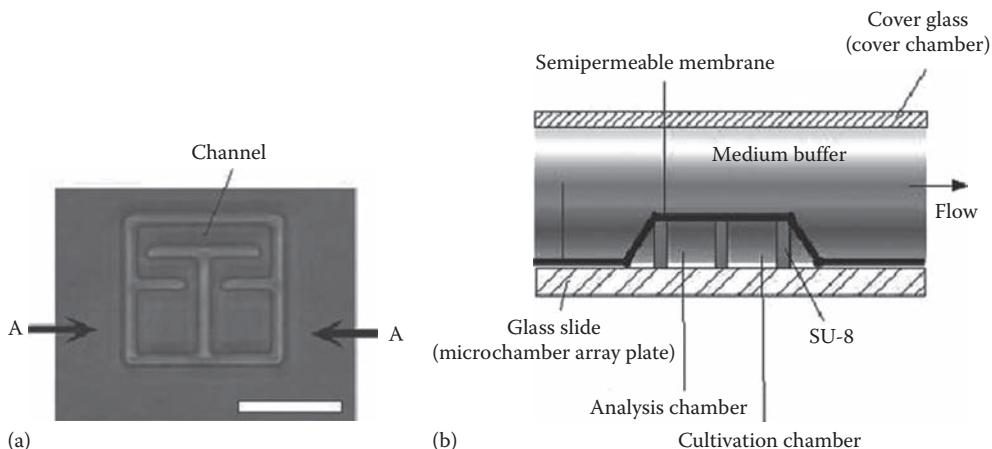 Channel
A
A
(a)
Cover glass
(cover chamber)
Semipermeable membrane
Medium buffer
Flow
Glass slide
(microchamber array plate)
SU-8
Analysis chamber
Cultivation chamber
(b)